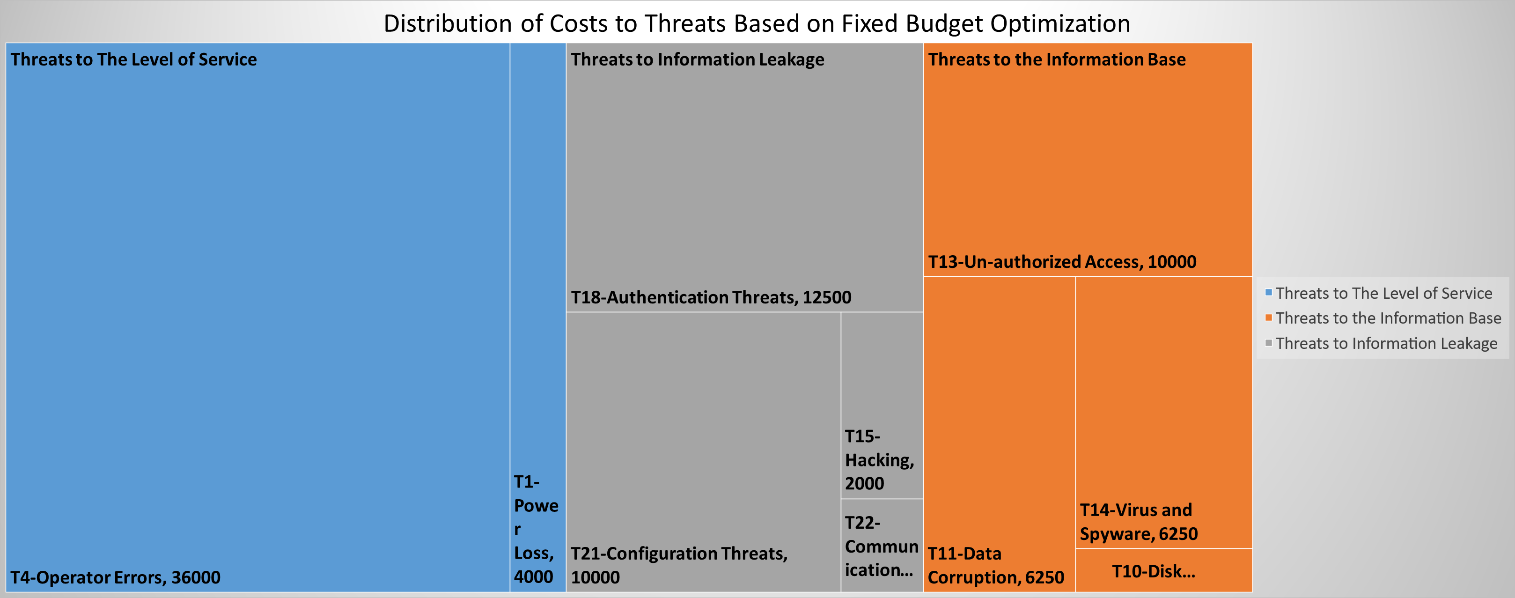 Distribution of Costs to Threats Based on Fixed Budget Optimization
Threats to The Level of Service
T4-Operator Errors, 36000
T1-
Powe
r
Loss,
4000
Threats to Information Leakage
T18-Authentication Threats, 12500
T21-Configuration Threats,
10000
T15-
Hacking,
2000
T22-
Commun
ication...
Threats to the Information Base
T13-Un-authorized Access, 10000
T11-Data
Corruption, 6250
T14-Virus and
Spyware, 6250
T10-Disk...
Threats to The Level of Service
Threats to the Information Base
Threats to Information Leakage